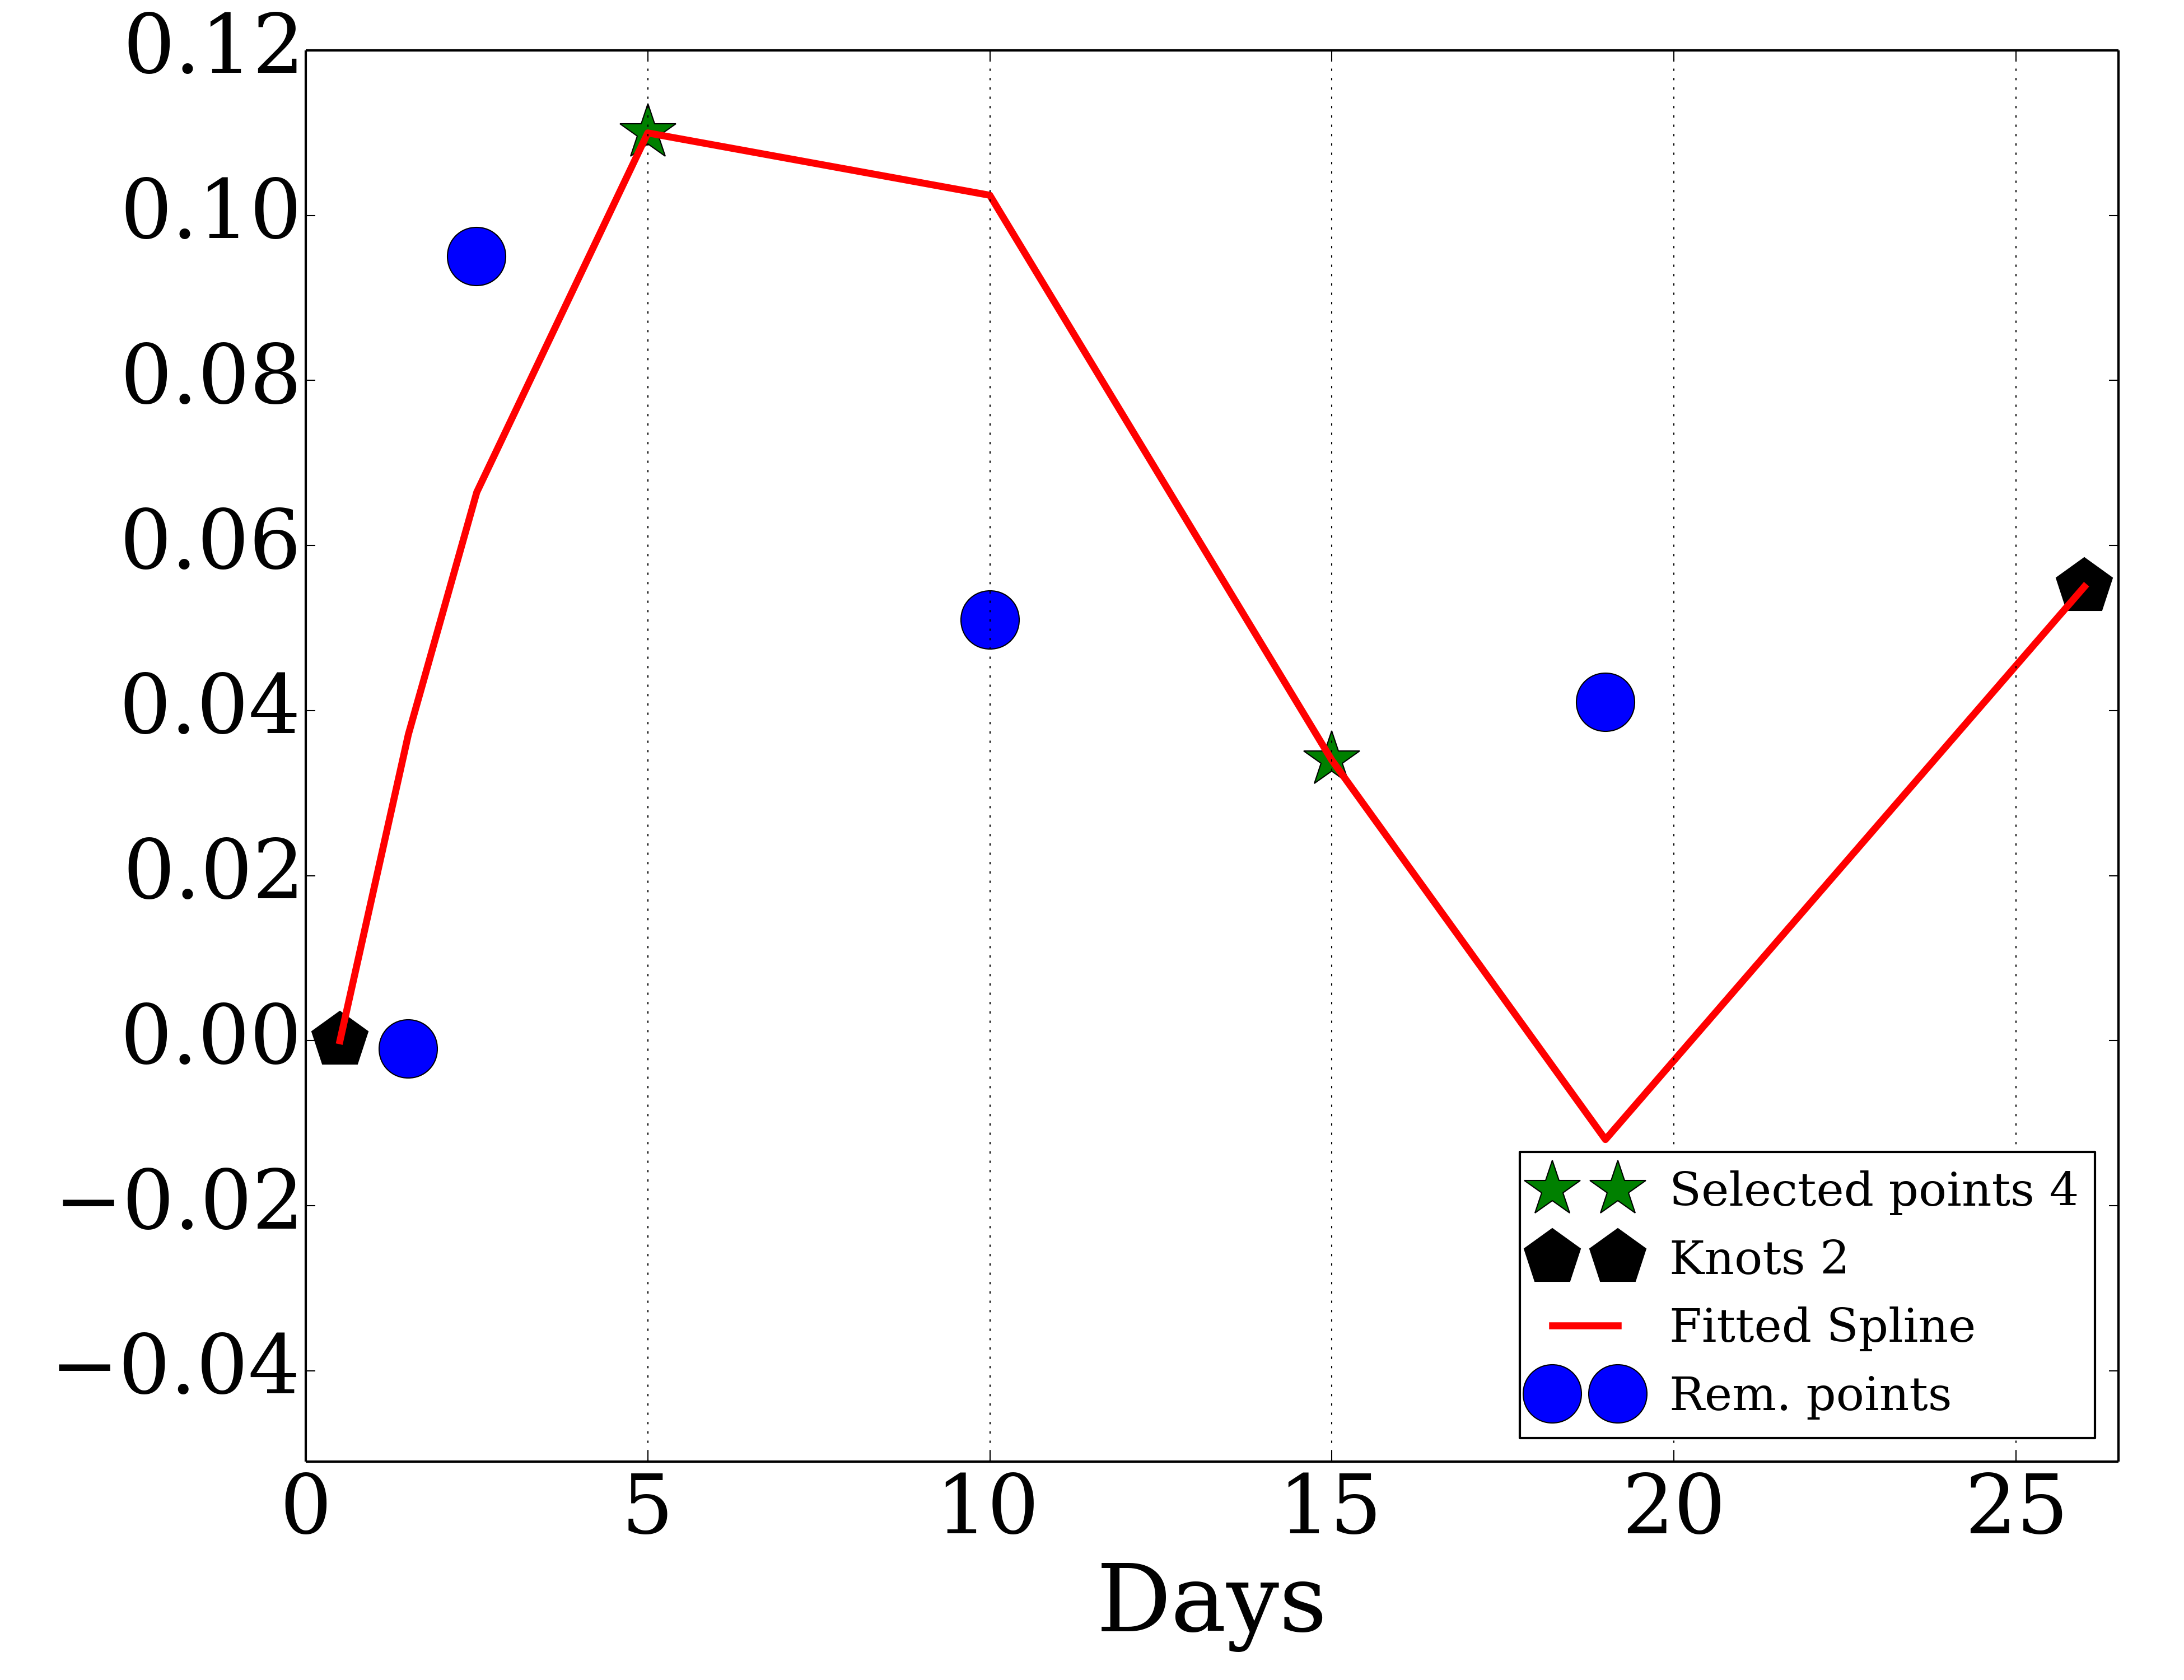 0.12
0.10
0.08
0.06
0.04
0.02
0.00
−0.02
−0.04
Selected points 4
Knots 2
Fitted Spline
Rem. points
0 5 10 15 20 25
Days